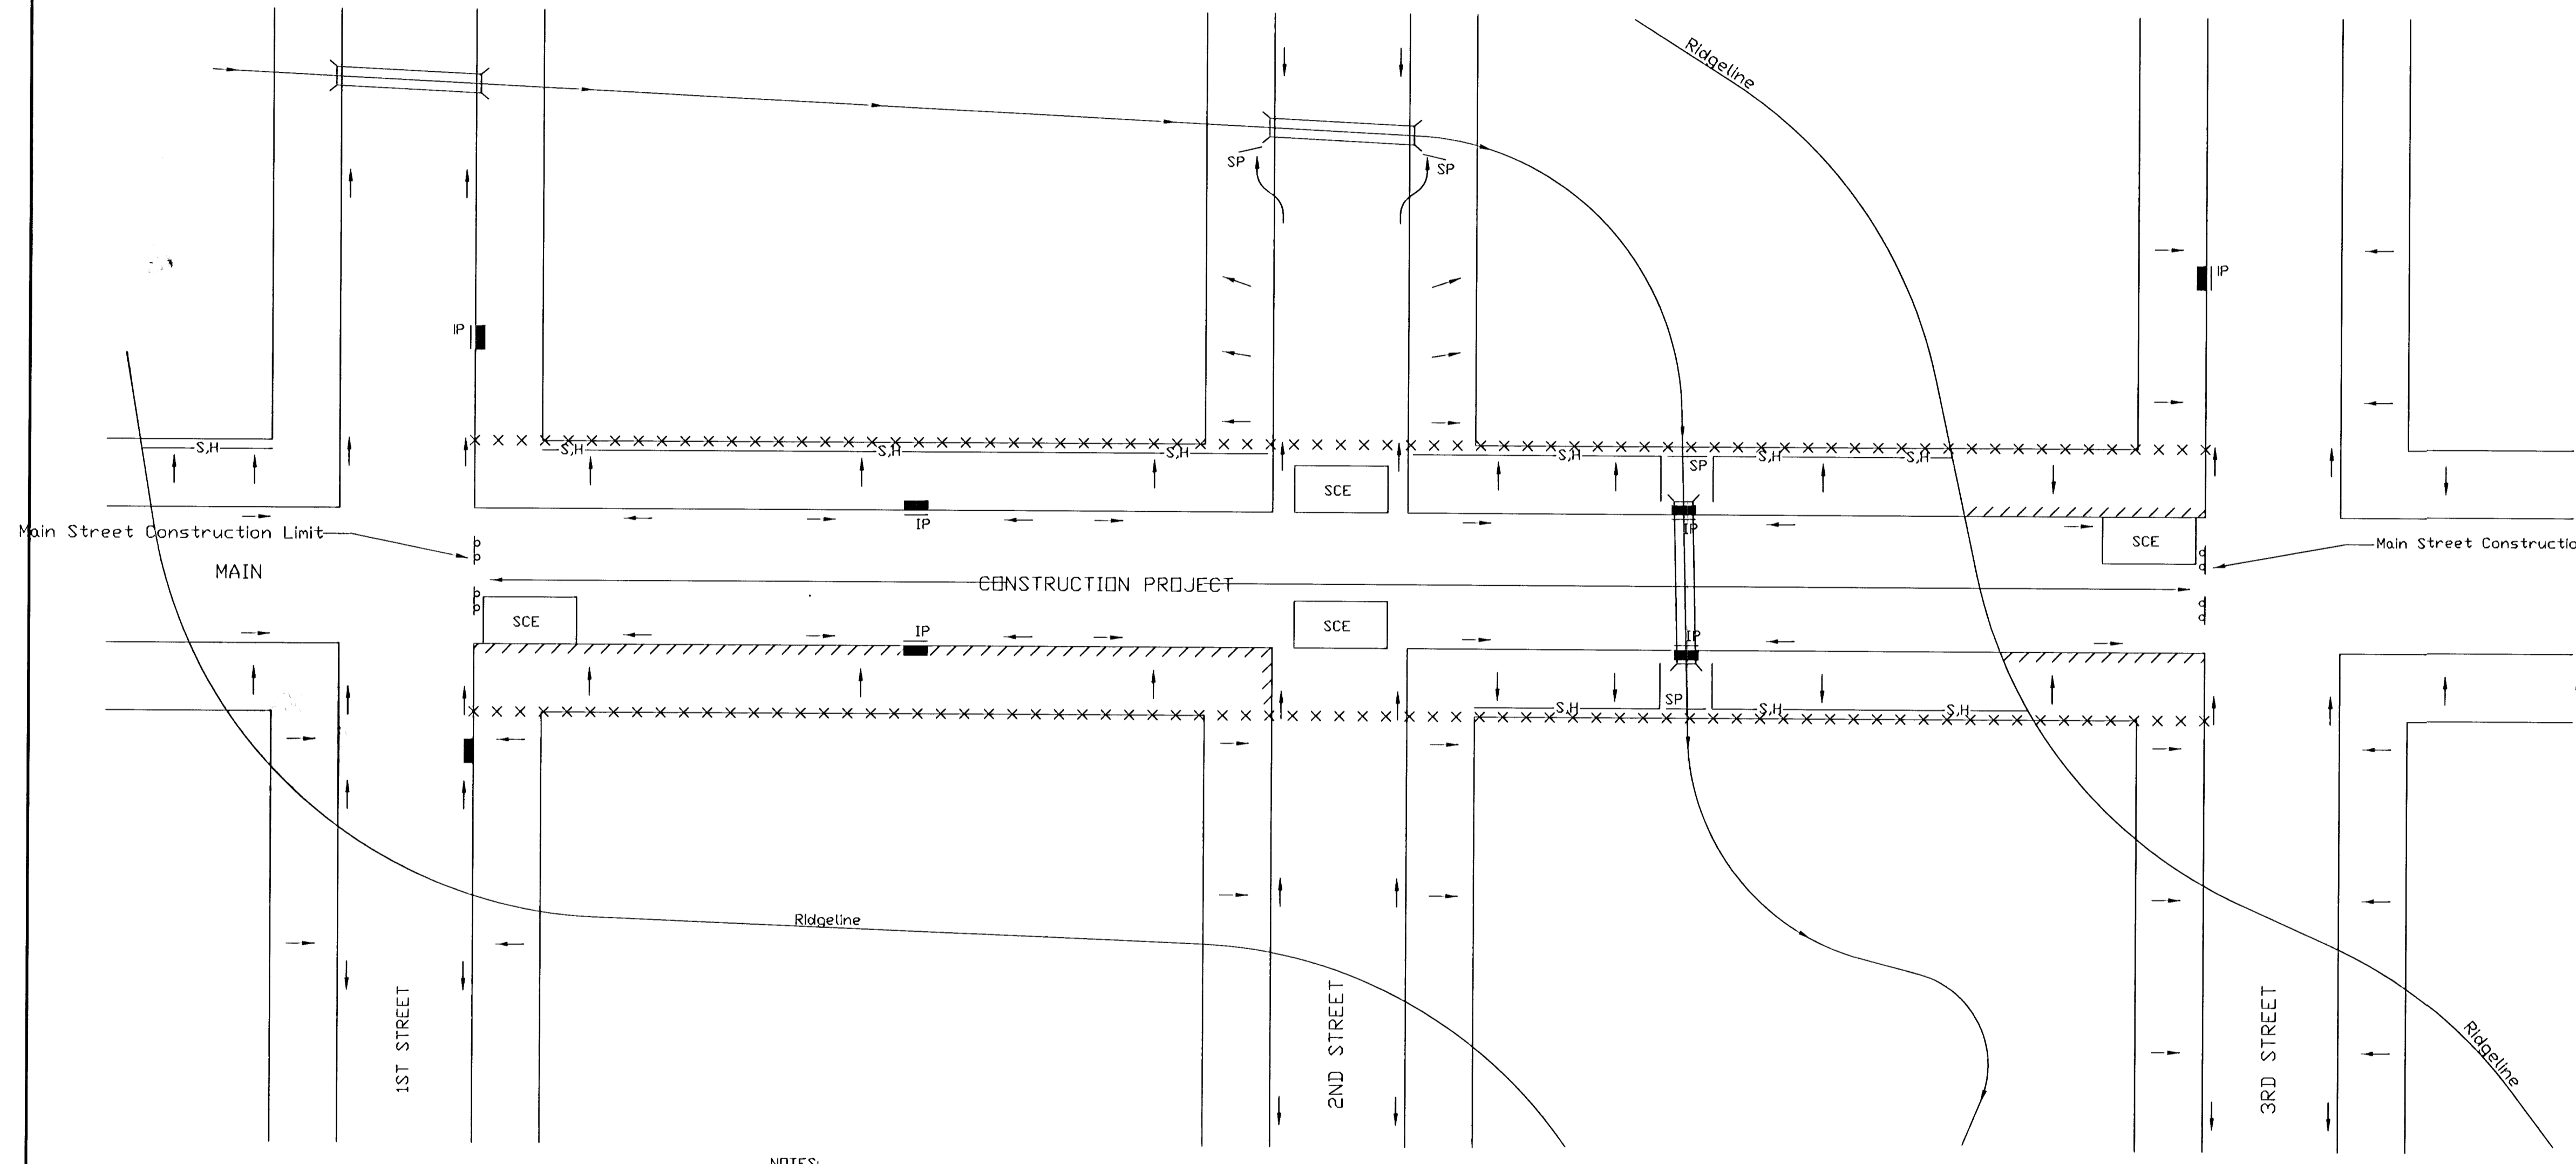 Ridgeline
SP
SP
IP
IP
S,H
S,H
S,H
S,H
S,H
SP
S,H
S,H
SCE
IP
IP
Main Street Construction Limit
SCE
Main Street Constructio
MAIN
CONSTRUCTION PROJECT
SCE
SCE
IP
IP
S,H
SP
S,H
S,H
Ridgeline
1ST STREET
2ND STREET
3RD STREET
Ridgeline
NOTES: